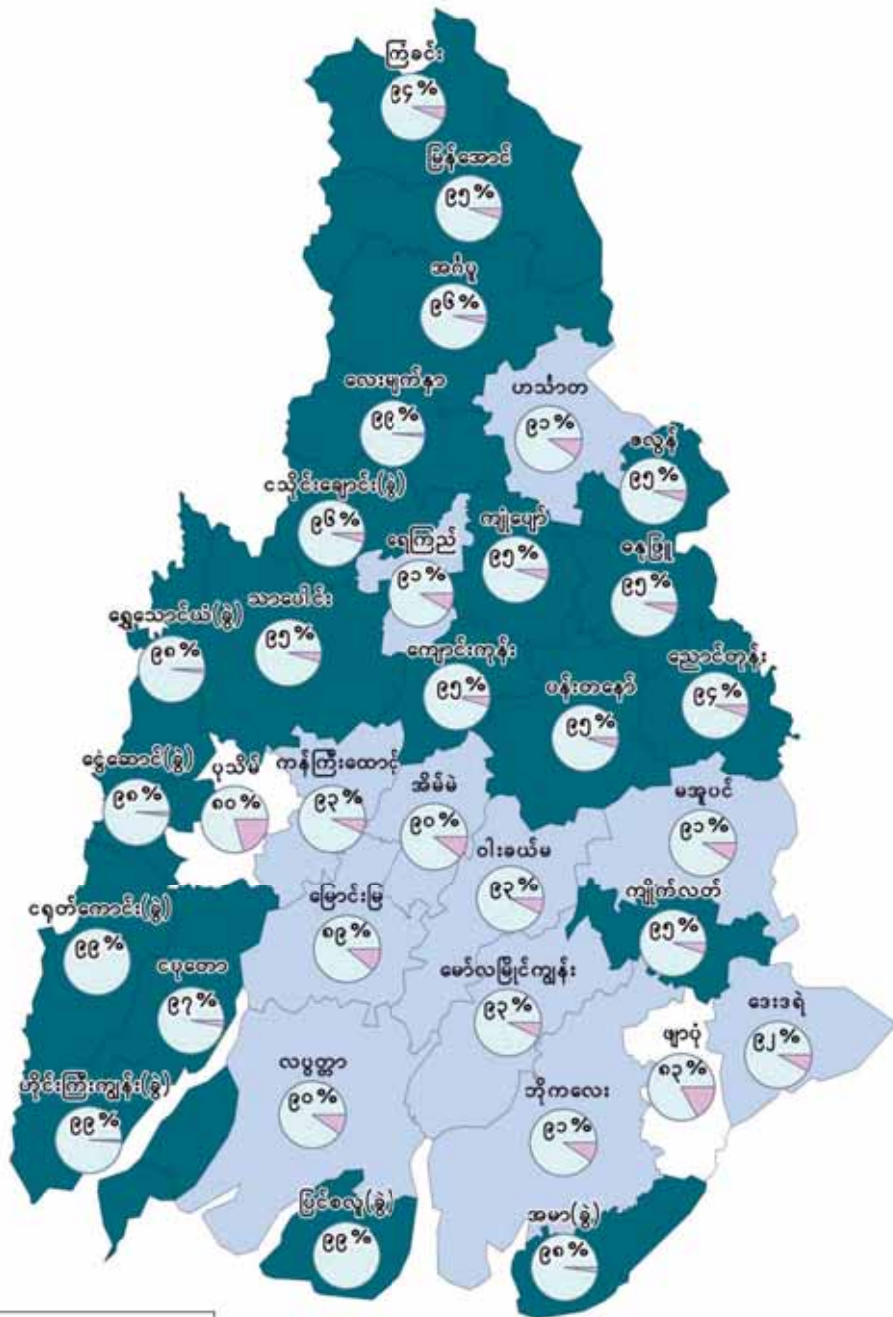 ကြံခင်း
၉၄%
မြန်အောင်
၉၅%
အင်္ဂပူ
၉၆%
လေးမျက်နှာ
၉၉%
ဟင်္သာတ
၉၁%
ဇလွန်
၉၅%
ငသိုင်းချောင်း(ခွဲ)
၉၆%
ရေကြည်
၉၁%
ကျုံပျော်
၉၅%
ဓနုဖြူ
၉၅%
ရွှေသောင်ယံ(ခွဲ)
၉၈%
သာပေါင်း
၉၅%
ကျောင်းကုန်း
၉၅%
ပန်းတနော်
၉၅%
ညောင်တုန်း
၉၄%
ငွေဆောင်(ခွဲ)
၉၈%
ပုသိမ်
၈၀%
ကန်ကြီးထောင့်
၉၃%
အိမ်မဲ
၉၀%
ဝါးခယ်မ
၉၃%
မအူပင်
၉၁%
ငရုတ်ကောင်း(ခွဲ)
၉၉%
မြောင်းမြ
၈၉%
ကျိုက်လတ်
၉၅%
ငပုတော
၉၇%
မော်လမြိုင်ကျွန်း
၉၃%
ဖျာပုံ
၈၃%
ဒေးဒရဲ
၉၂%
ဟိုင်းကြီးကျွန်း(ခွဲ)
၉၉%
လပွတ္တာ
၉၀%
ဘိုကလေး
၉၁%
ပြင်စလူ(ခွဲ)
၉၉%
အမာ(ခွဲ)
၉၈%